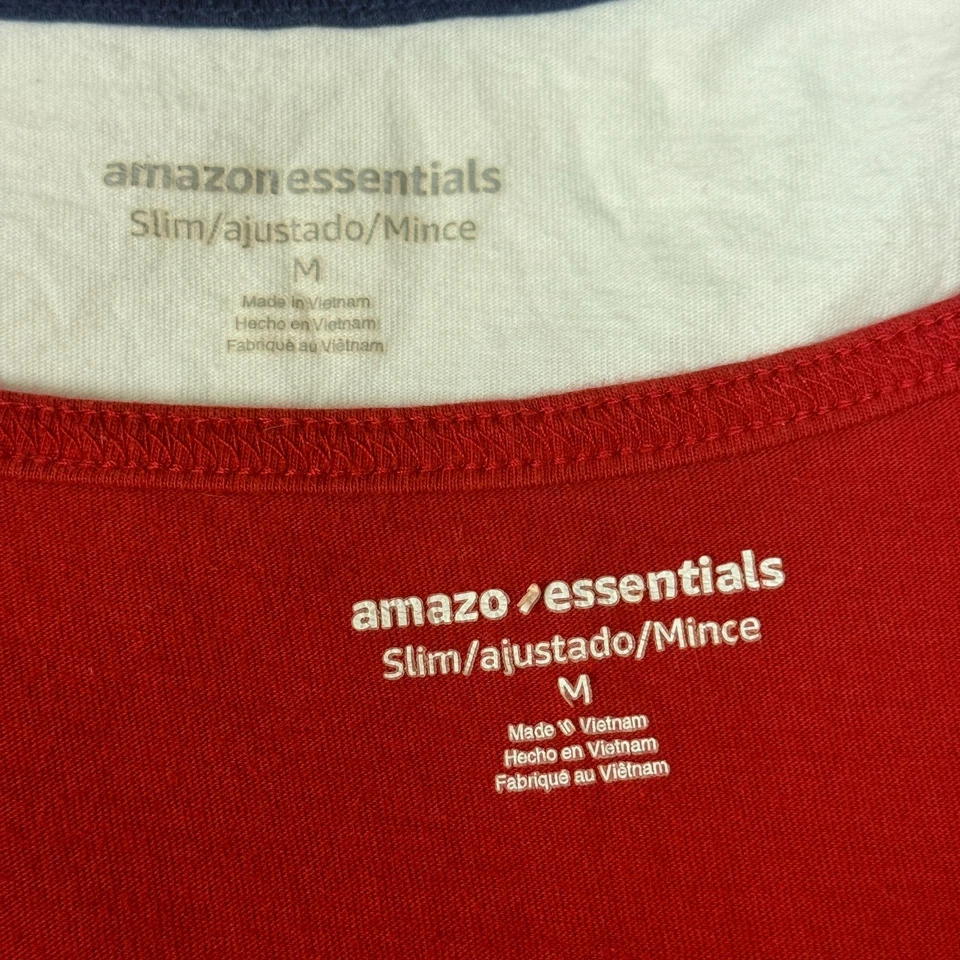 amazon essentials
Slim/ajustado/Mince
M
Made in Vietnam
Hecho en Vietnam
Fabriqué au Viêtnam
amazo essentials
Slim/ajustado/Mince
M
Made in Vietnam
Hecho en Vietnam
Fabriqué au Viêtnam